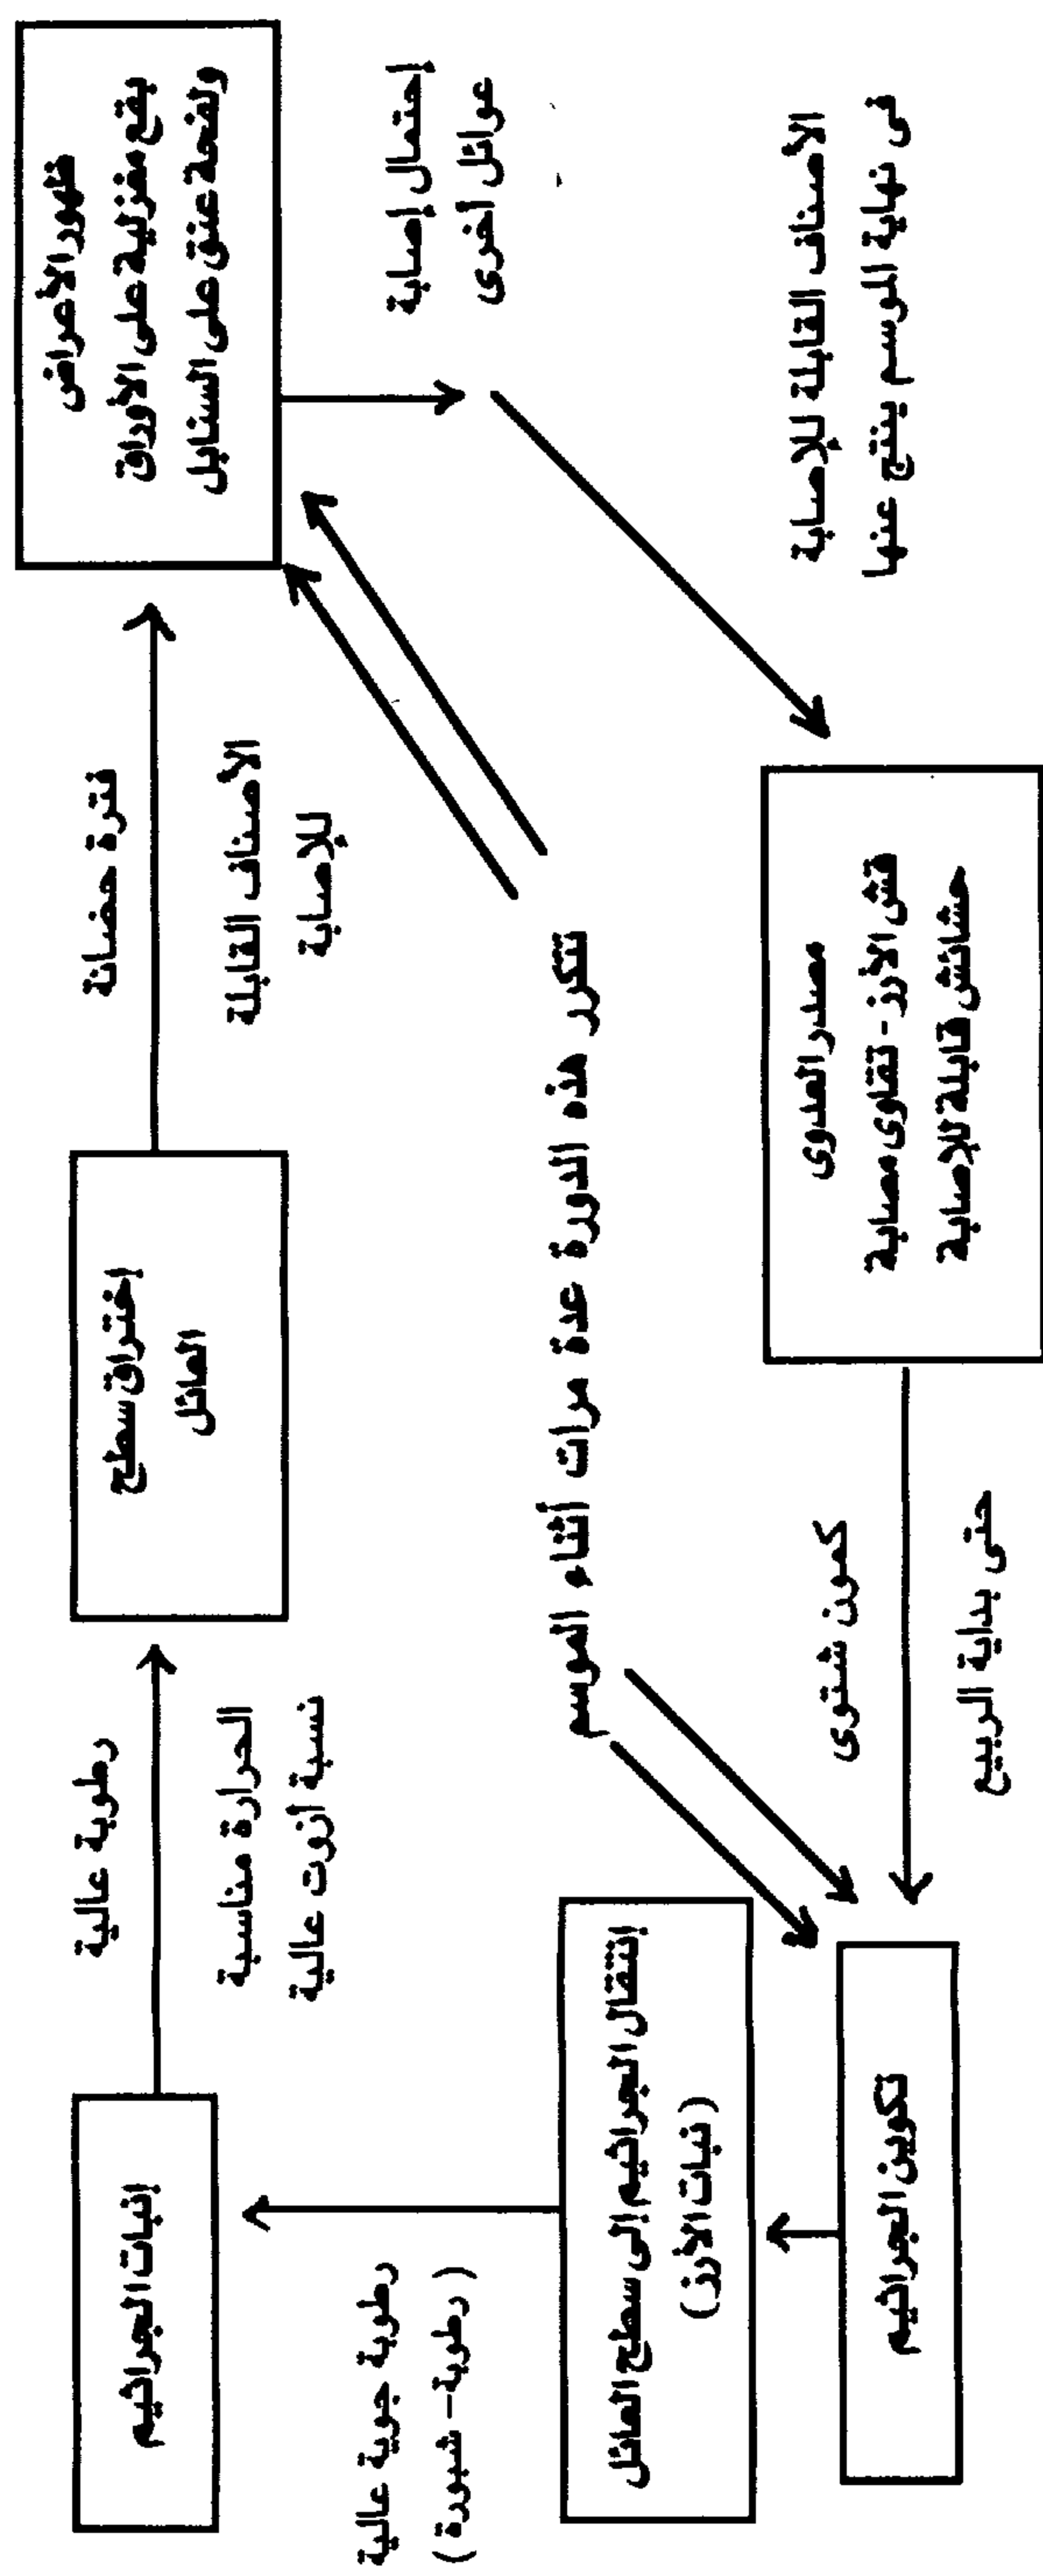 ظهور الأعراض
بقع مغزلية على الأوراق
ولفحة عنق على السنابل
إحتمال إصابة
عوائل أخرى
الأصناف القابلة للإصابة
فى نهاية الموسم ينتج عنها
فترة حضانة
الأصناف القابلة
للإصابة
إختراق سطح
العائل
رطوبة عالية
الحرارة مناسبة
نسبة أزوت عالية
إنبات الجراثيم
رطوبة جوية عالية
(رطوبة - شبورة)
إنتقال الجراثيم إلى سطح العائل
(نبات الأرز)
تكوين الجراثيم
تتكرر هذه الدورة عدة مرات أثناء الموسم
مصدر العدوى
قش الأرز - تقاوى مصابة
حشائش قابلة للإصابة
كمون شتوى
حتى بداية الربيع